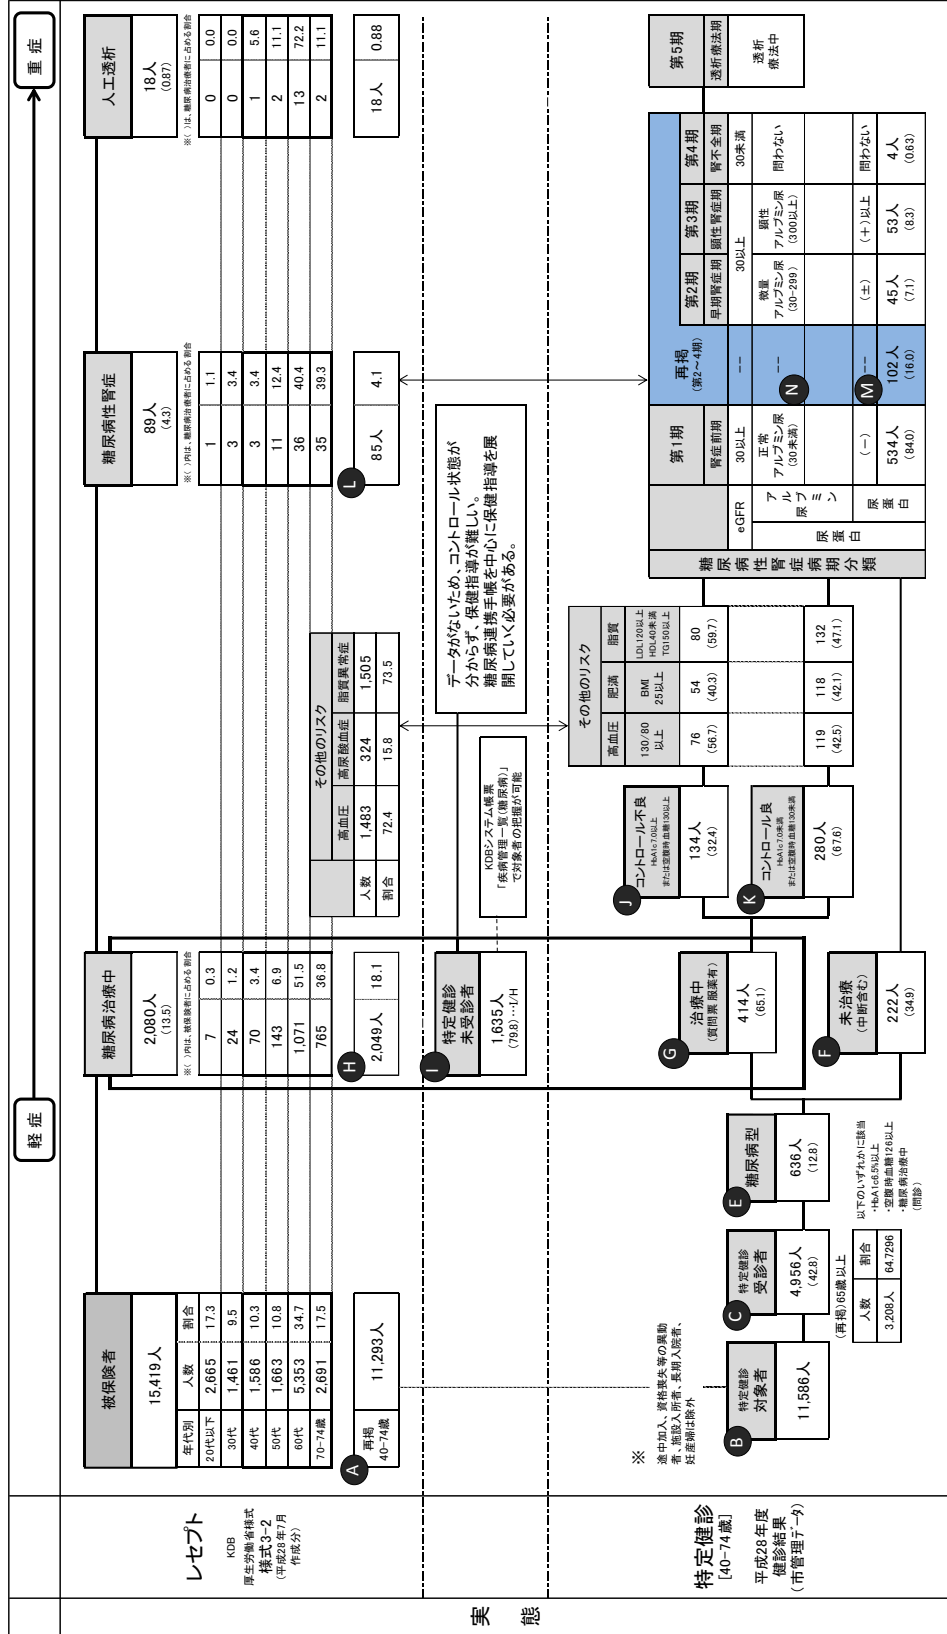 軽症
重症
実態
レセプト
KDB
厚生労働省様式
様式3-2
(平成28年7月
作成分)
被保険者
15,419人
年代別 人数 割合
20代以下 2,665 17.3
30代 1,461 9.5
40代 1,586 10.3
50代 1,663 10.8
60代 5,353 34.7
70-74歳 2,691 17.5
A
再掲
40-74歳
11,293人
糖尿病治療中
2,080人
(13.5)
※( )内は、被保険者に占める割合
7 0.3
24 1.2
70 3.4
143 6.9
1,071 51.5
765 36.8
H
2,049人 18.1
その他のリスク
高血圧 高尿酸血症 脂質異常症
人数 1,483 324 1,505
割合 72.4 15.8 73.5
糖尿病性腎症
89人
(4.3)
※( )内は、糖尿病治療者に占める割合
1 1.1
3 3.4
3 3.4
11 12.4
36 40.4
35 39.3
L
85人 4.1
人工透析
18人
(0.87)
※( )は、糖尿病治療者に占める割合
0 0.0
0 0.0
1 5.6
2 11.1
13 72.2
2 11.1
18人 0.88
I
特定健診
未受診者
1,635人
(79.8)…I/H
KDBシステム帳票
「疾病管理一覧(糖尿病)」
で対象者の把握が可能
データがないため、コントロール状態が
分からず、保健指導が難しい。
糖尿病連携手帳を中心に保健指導を展
開していく必要がある。
特定健診
[40-74歳]
平成28年度
健診結果
(市管理データ)
※
途中加入、資格喪失等の異動
者、施設入所者、長期入院者、
妊産婦は除外
B
特定健診
対象者
11,586人
C
特定健診
受診者
4,956人
(42.8)
(再掲)65歳以上
人数 割合
3,208人 64.7296
E
糖尿病型
636人
(12.8)
以下のいずれかに該当
・HbA1c6.5%以上
・空腹時血糖126以上
・糖尿病治療中
(問診)
G
治療中
(質問票 服薬有)
414人
(65.1)
F
未治療
(中断含む)
222人
(34.9)
J
コントロール不良
HbA1c7.0以上
または空腹時血糖130以上
134人
(32.4)
K
コントロール良
HbA1c7.0未満
または空腹時血糖130未満
280人
(67.6)
その他のリスク
高血圧 肥満 脂質
130/80
以上
BMI
25以上
LDL120以上
HDL40未満
TG150以上
76 54 80
(56.7) (40.3) (59.7)
119 118 132
(42.5) (42.1) (47.1)
糖尿病性腎症病期分類
第1期 再掲 第2期 第3期 第4期 第5期
(第2～4期)
腎症前期 早期腎症期 顕性腎症期 腎不全期 透析療法期
eGFR 30以上 -- 30以上 30未満 透析
療法中
尿蛋白
アルブミン尿
正常
アルブミン尿
(30未満)
--
N
微量
アルブミン尿
(30-299)
顕性
アルブミン尿
(300以上)
問わない
尿蛋白 (－) -- (±) (＋)以上 問わない
M
534人 102人 45人 53人 4人
(84.0) (16.0) (7.1) (8.3) (0.63)